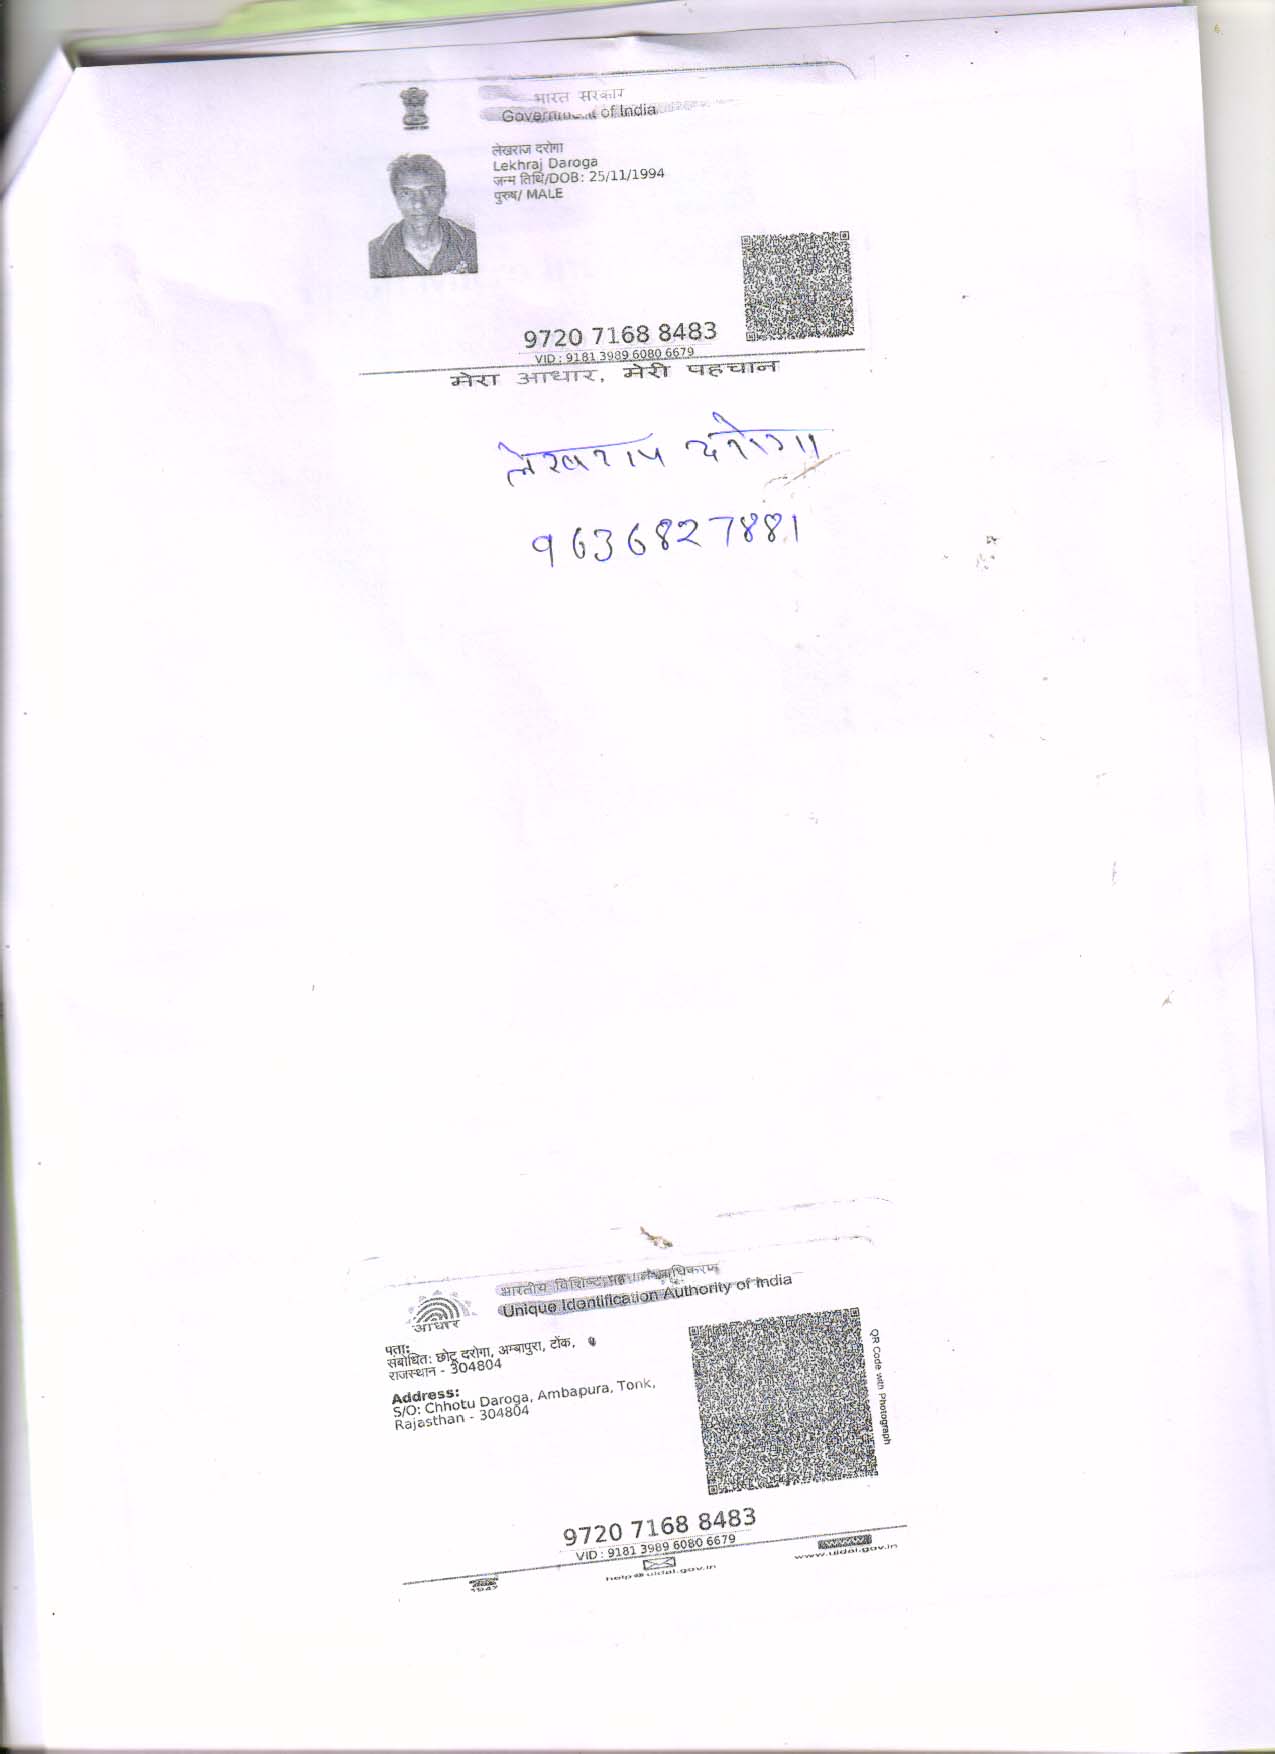 भारत सरकार
Government of India
लेखराज दरोगा
Lekhraj Daroga
जन्म तिथि/DOB: 25/11/1994
पुरुष/ MALE
9720 7168 8483
VID : 9181 3989 6080 6679
मेरा आधार, मेरी पहचान
लेखराज दरोगा
9636827881
भारतीय विशिष्ट पहचान प्राधिकरण
Unique Identification Authority of India
आधार
पता:
संबोधित: छोटू दरोगा, अम्बापुरा, टोंक,
राजस्थान - 304804
Address:
S/O: Chhotu Daroga, Ambapura, Tonk,
Rajasthan - 304804
QR Code with Photograph
9720 7168 8483
VID : 9181 3989 6080 6679
1947
help@uidai.gov.in
www.uidai.gov.in